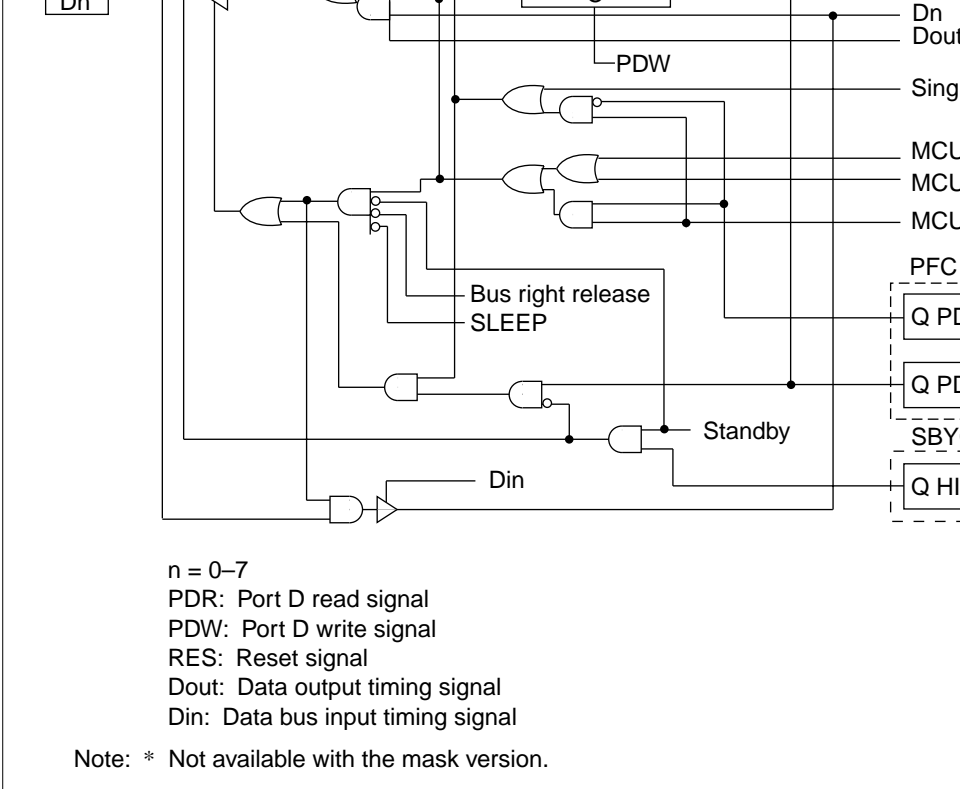 Dn
Dn
Dout
PDW
Sing
MCU
MCU
MCU
PFC
Bus right release
SLEEP
Q PD
Q PD
Standby
SBY
Din
Q HI
n = 0–7
PDR: Port D read signal
PDW: Port D write signal
RES: Reset signal
Dout: Data output timing signal
Din: Data bus input timing signal
Note: * Not available with the mask version.